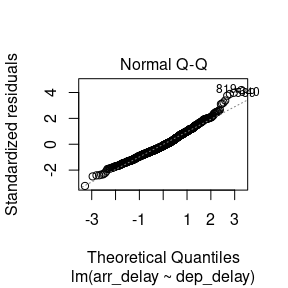 Normal Q-Q
Standardized residuals
4
2
0
-2
-3
-1
1
2
3
Theoretical Quantiles
lm(arr_delay ~ dep_delay)